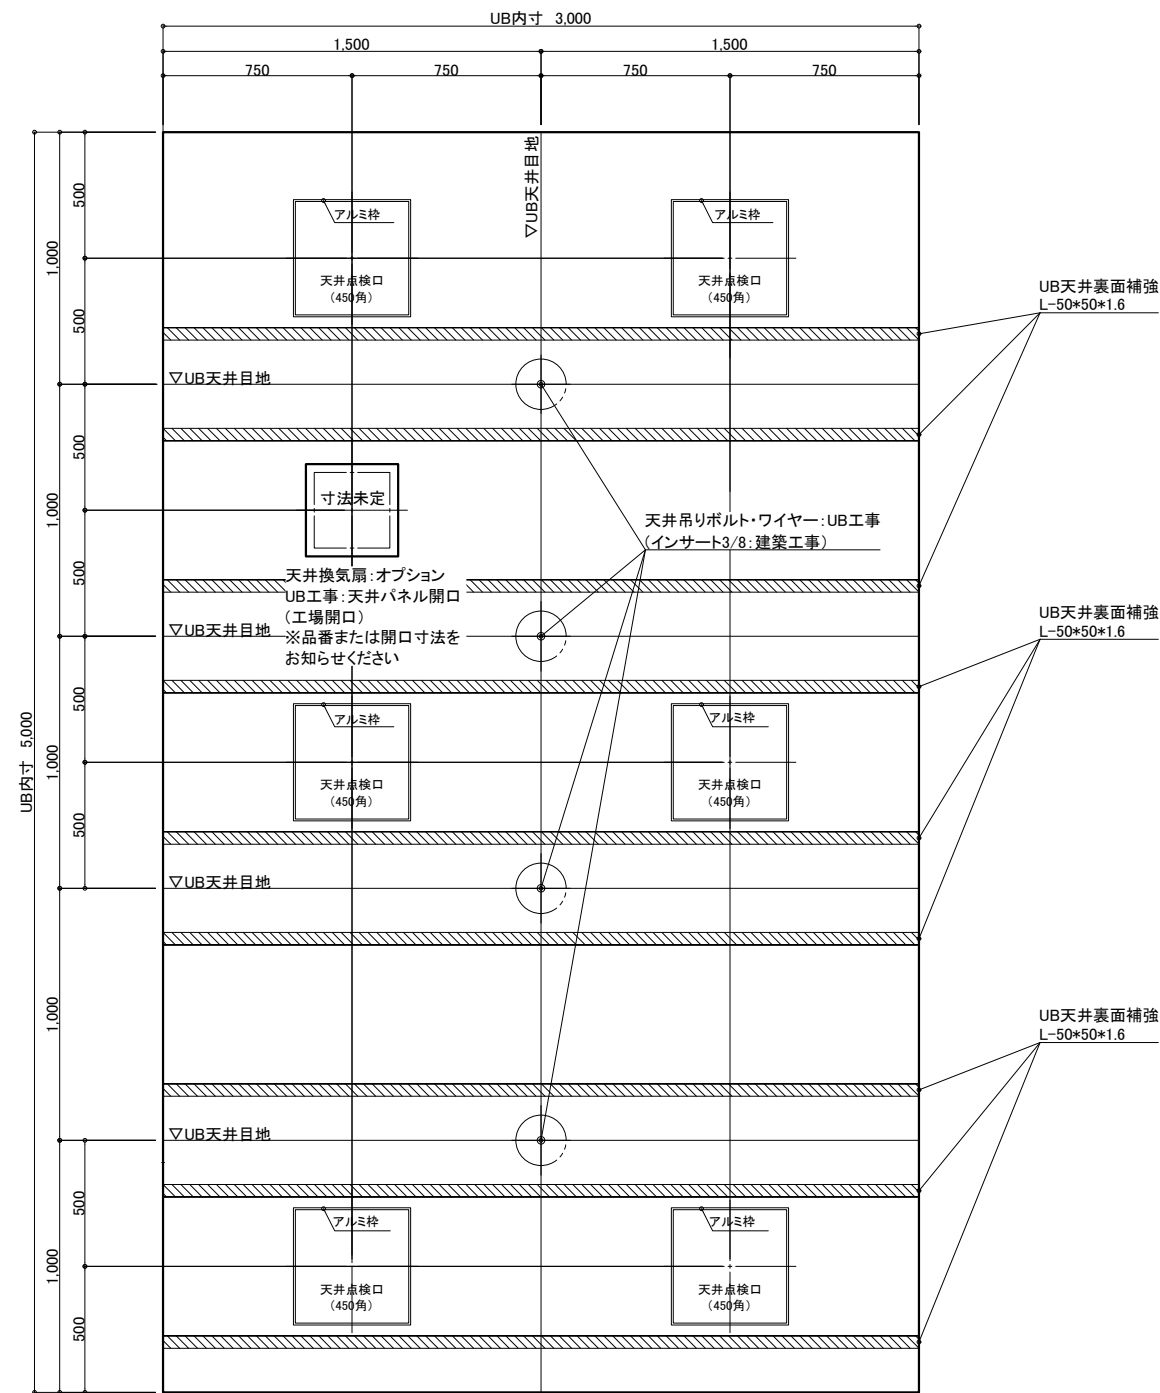 UB内寸 3,000
1,500
1,500
750
750
750
750
▽UB天井目地
UB内寸 5,000
1,000
1,000
1,000
1,000
1,000
500
500
500
500
500
500
500
500
アルミ枠
天井点検口
(450角)
アルミ枠
天井点検口
(450角)
UB天井裏面補強
L-50*50*1.6
▽UB天井目地
寸法未定
天井吊りボルト・ワイヤー:UB工事
(インサート3/8:建築工事)
天井換気扇:オプション
UB工事:天井パネル開口
(工場開口)
※品番または開口寸法を
お知らせください
▽UB天井目地
UB天井裏面補強
L-50*50*1.6
アルミ枠
天井点検口
(450角)
アルミ枠
天井点検口
(450角)
▽UB天井目地
UB天井裏面補強
L-50*50*1.6
▽UB天井目地
アルミ枠
天井点検口
(450角)
アルミ枠
天井点検口
(450角)